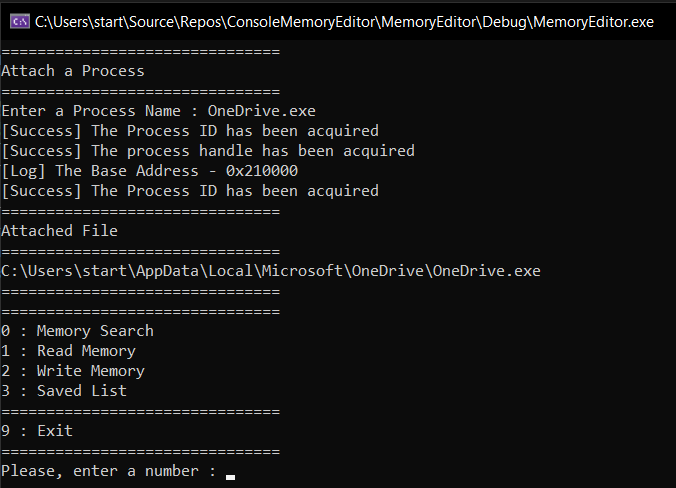 C:\Users\start\Source\Repos\ConsoleMemoryEditor\MemoryEditor\Debug\MemoryEditor.exe
===============================
Attach a Process
===============================
Enter a Process Name : OneDrive.exe
[Success] The Process ID has been acquired
[Success] The process handle has been acquired
[Log] The Base Address - 0x210000
[Success] The Process ID has been acquired
===============================
Attached File
===============================
C:\Users\start\AppData\Local\Microsoft\OneDrive\OneDrive.exe
===============================
===============================
0 : Memory Search
1 : Read Memory
2 : Write Memory
3 : Saved List
===============================
9 : Exit
===============================
Please, enter a number :